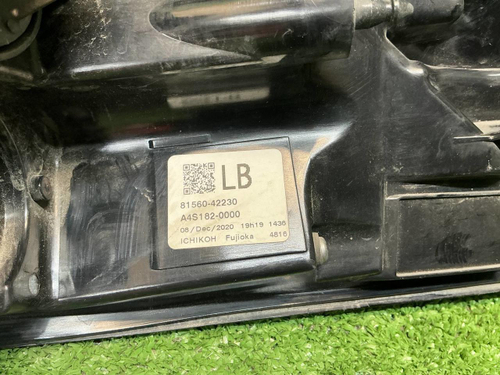 LB
81560-42230
A4S182-0000
08/Dec/2020 19h19 1436
ICHIKOH Fujioka 4816